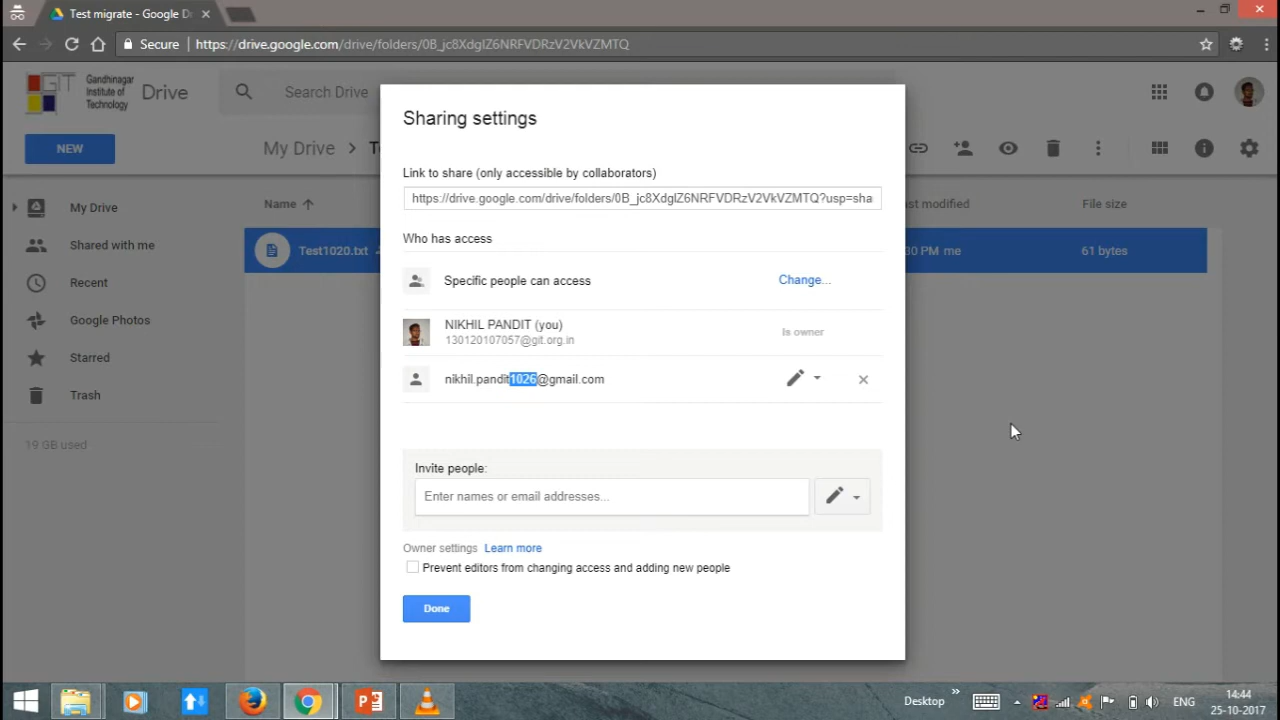 Test migrate - Google Dr
Secure https://drive.google.com/drive/folders/0B_jc8XdgIZ6NRFVDRzV2VkVZMTQ
GIT
Gandhinagar
Institute of
Technology
Drive
Search Drive
NEW
My Drive > T
My Drive
Shared with me
Recent
Google Photos
Starred
Trash
19 GB used
Name
ast modified
File size
Test1020.txt
30 PM me
61 bytes
Sharing settings
Link to share (only accessible by collaborators)
https://drive.google.com/drive/folders/0B_jc8XdgIZ6NRFVDRzV2VkVZMTQ?usp=sha
Who has access
Specific people can access
Change...
NIKHIL PANDIT (you)
130120107057@git.org.in
Is owner
nikhil.pandit1026@gmail.com
Invite people:
Enter names or email addresses...
Owner settings Learn more
Prevent editors from changing access and adding new people
Done
Desktop
ENG
14:44
25-10-2017